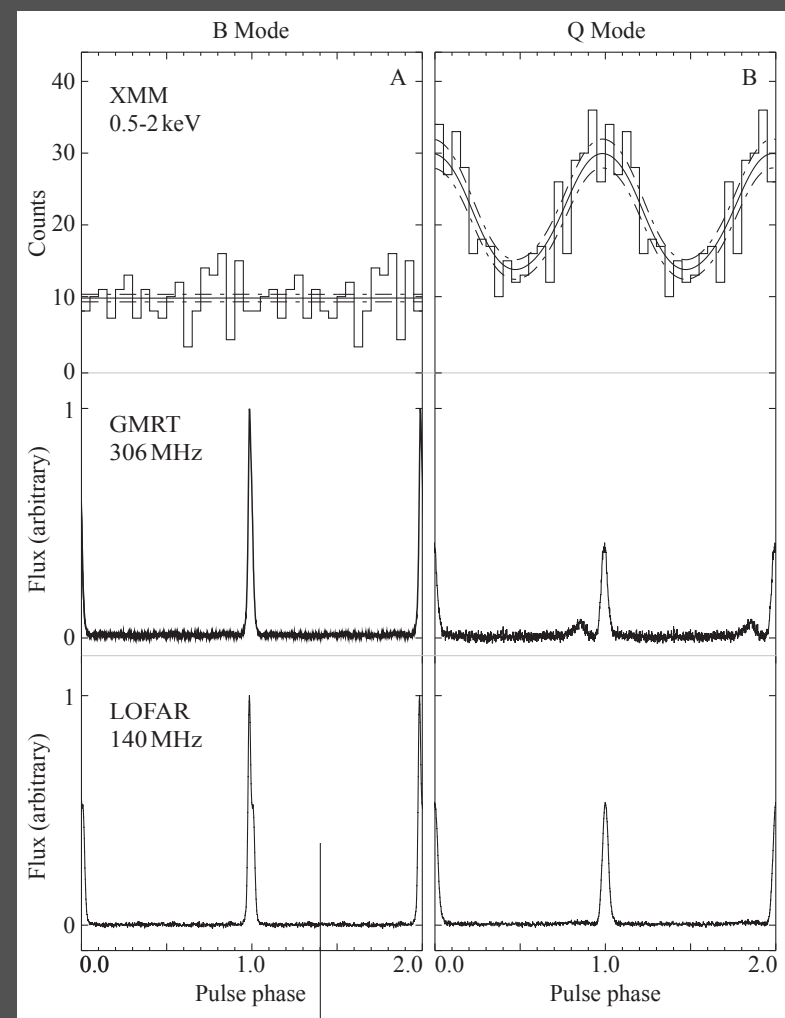 B Mode
Q Mode
A
B
XMM
0.5-2 keV
40
30
20
10
0
Counts
GMRT
306 MHz
1
0
Flux (arbitrary)
LOFAR
140 MHz
1
0
Flux (arbitrary)
0.0
1.0
2.0
0.0
1.0
2.0
Pulse phase
Pulse phase